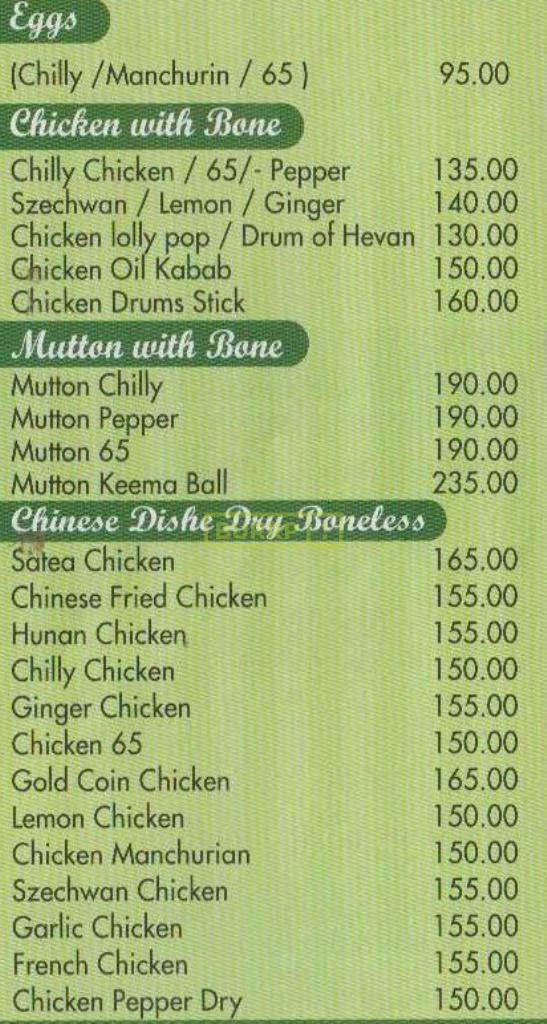 Eggs
(Chilly /Manchurin / 65 ) 95.00
Chicken with Bone
Chilly Chicken / 65/- Pepper 135.00
Szechwan / Lemon / Ginger 140.00
Chicken lolly pop / Drum of Hevan 130.00
Chicken Oil Kabab 150.00
Chicken Drums Stick 160.00
Mutton with Bone
Mutton Chilly 190.00
Mutton Pepper 190.00
Mutton 65 190.00
Mutton Keema Ball 235.00
Chinese Dishe Dry Boneless
Satea Chicken 165.00
Chinese Fried Chicken 155.00
Hunan Chicken 155.00
Chilly Chicken 150.00
Ginger Chicken 155.00
Chicken 65 150.00
Gold Coin Chicken 165.00
Lemon Chicken 150.00
Chicken Manchurian 150.00
Szechwan Chicken 155.00
Garlic Chicken 155.00
French Chicken 155.00
Chicken Pepper Dry 150.00